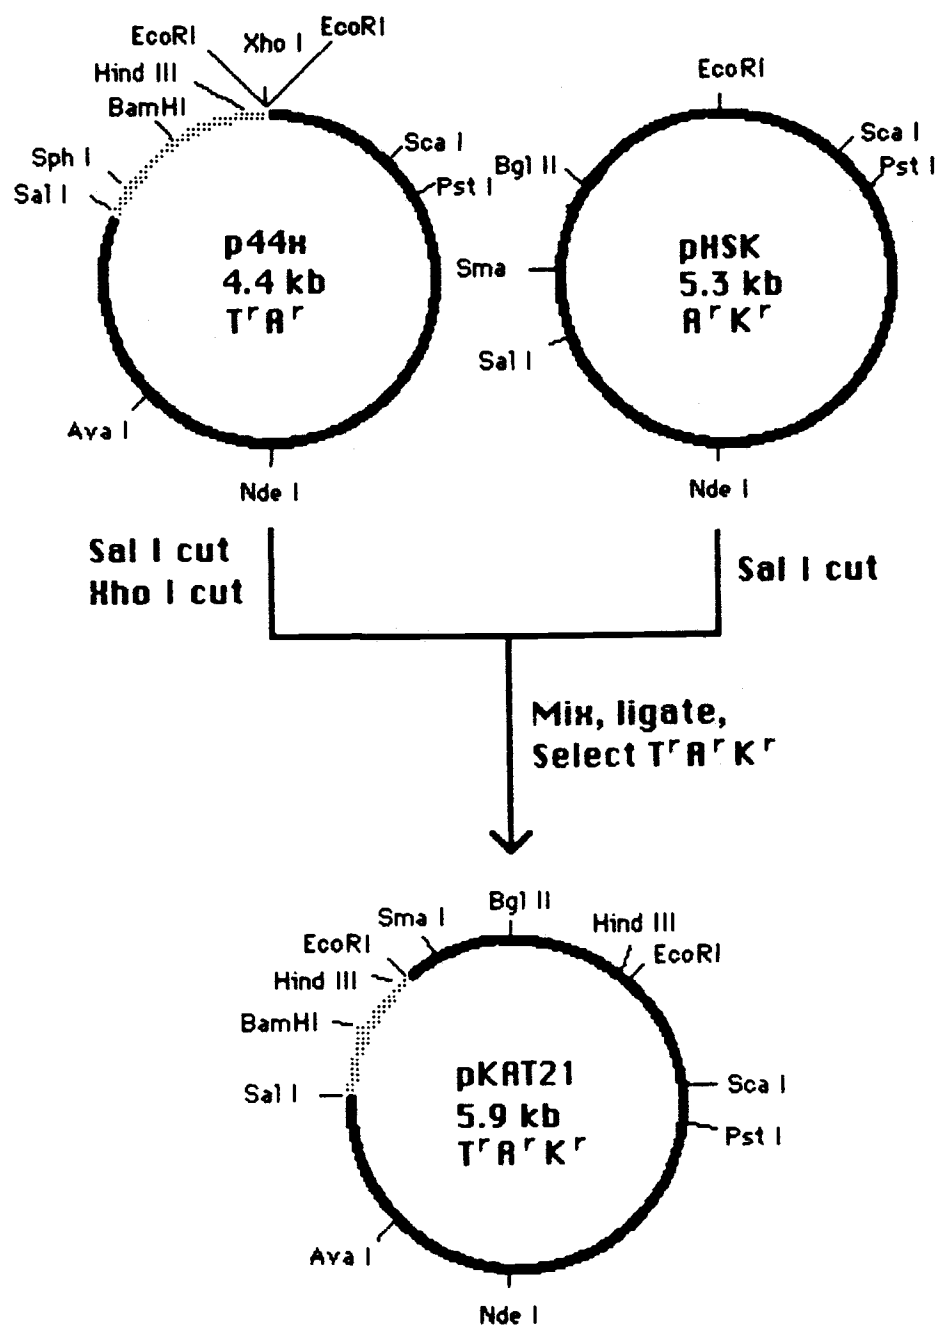 EcoRI
Xho I
EcoRI
Hind III
BamHI
Sph I
Sal I
Sca I
Pst I
p44x
4.4 kb
TʳAʳ
Ava I
Nde I
EcoRI
Sca I
Pst I
Bgl II
Sma
Sal I
pHSK
5.3 kb
AʳKʳ
Nde I
Sal I cut
Xho I cut
Sal I cut
Mix, ligate,
Select TʳAʳKʳ
Bgl II
Sma I
Hind III
EcoRI
EcoRI
Hind III
BamHI
Sal I
Sca I
Pst I
pKAT21
5.9 kb
TʳAʳKʳ
Ava I
Nde I